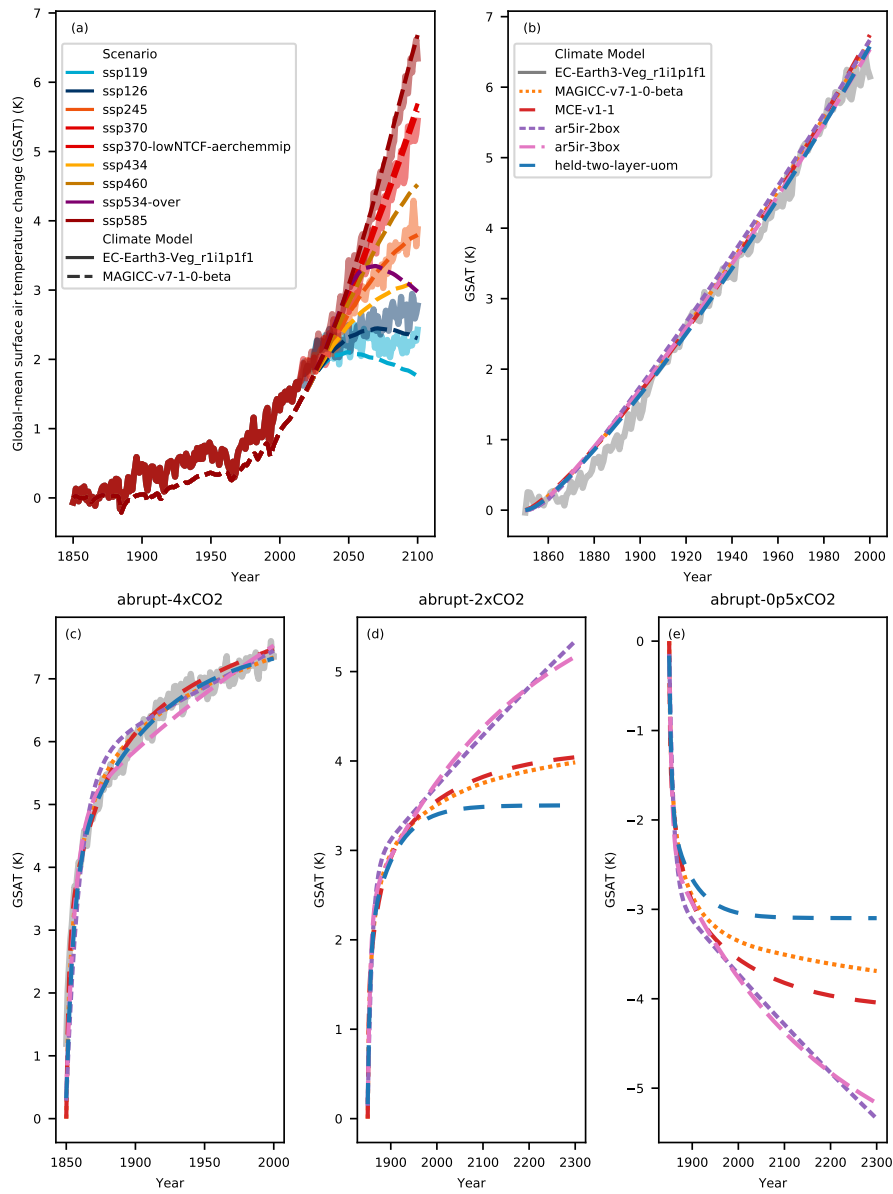 (a)
Scenario
ssp119
ssp126
ssp245
ssp370
ssp370-lowNTCF-aerchemmip
ssp434
ssp460
ssp534-over
ssp585
Climate Model
EC-Earth3-Veg_r1i1p1f1
MAGICC-v7-1-0-beta
Global-mean surface air temperature change (GSAT) (K)
7
6
5
4
3
2
1
0
1850 1900 1950 2000 2050 2100
Year
(b)
Climate Model
EC-Earth3-Veg_r1i1p1f1
MAGICC-v7-1-0-beta
MCE-v1-1
ar5ir-2box
ar5ir-3box
held-two-layer-uom
GSAT (K)
7
6
5
4
3
2
1
0
1860 1880 1900 1920 1940 1960 1980 2000
Year
abrupt-4xCO2
(c)
GSAT (K)
7
6
5
4
3
2
1
0
1850 1900 1950 2000
Year
abrupt-2xCO2
(d)
GSAT (K)
5
4
3
2
1
0
1900 2000 2100 2200 2300
Year
abrupt-0p5xCO2
(e)
GSAT (K)
0
−1
−2
−3
−4
−5
1900 2000 2100 2200 2300
Year